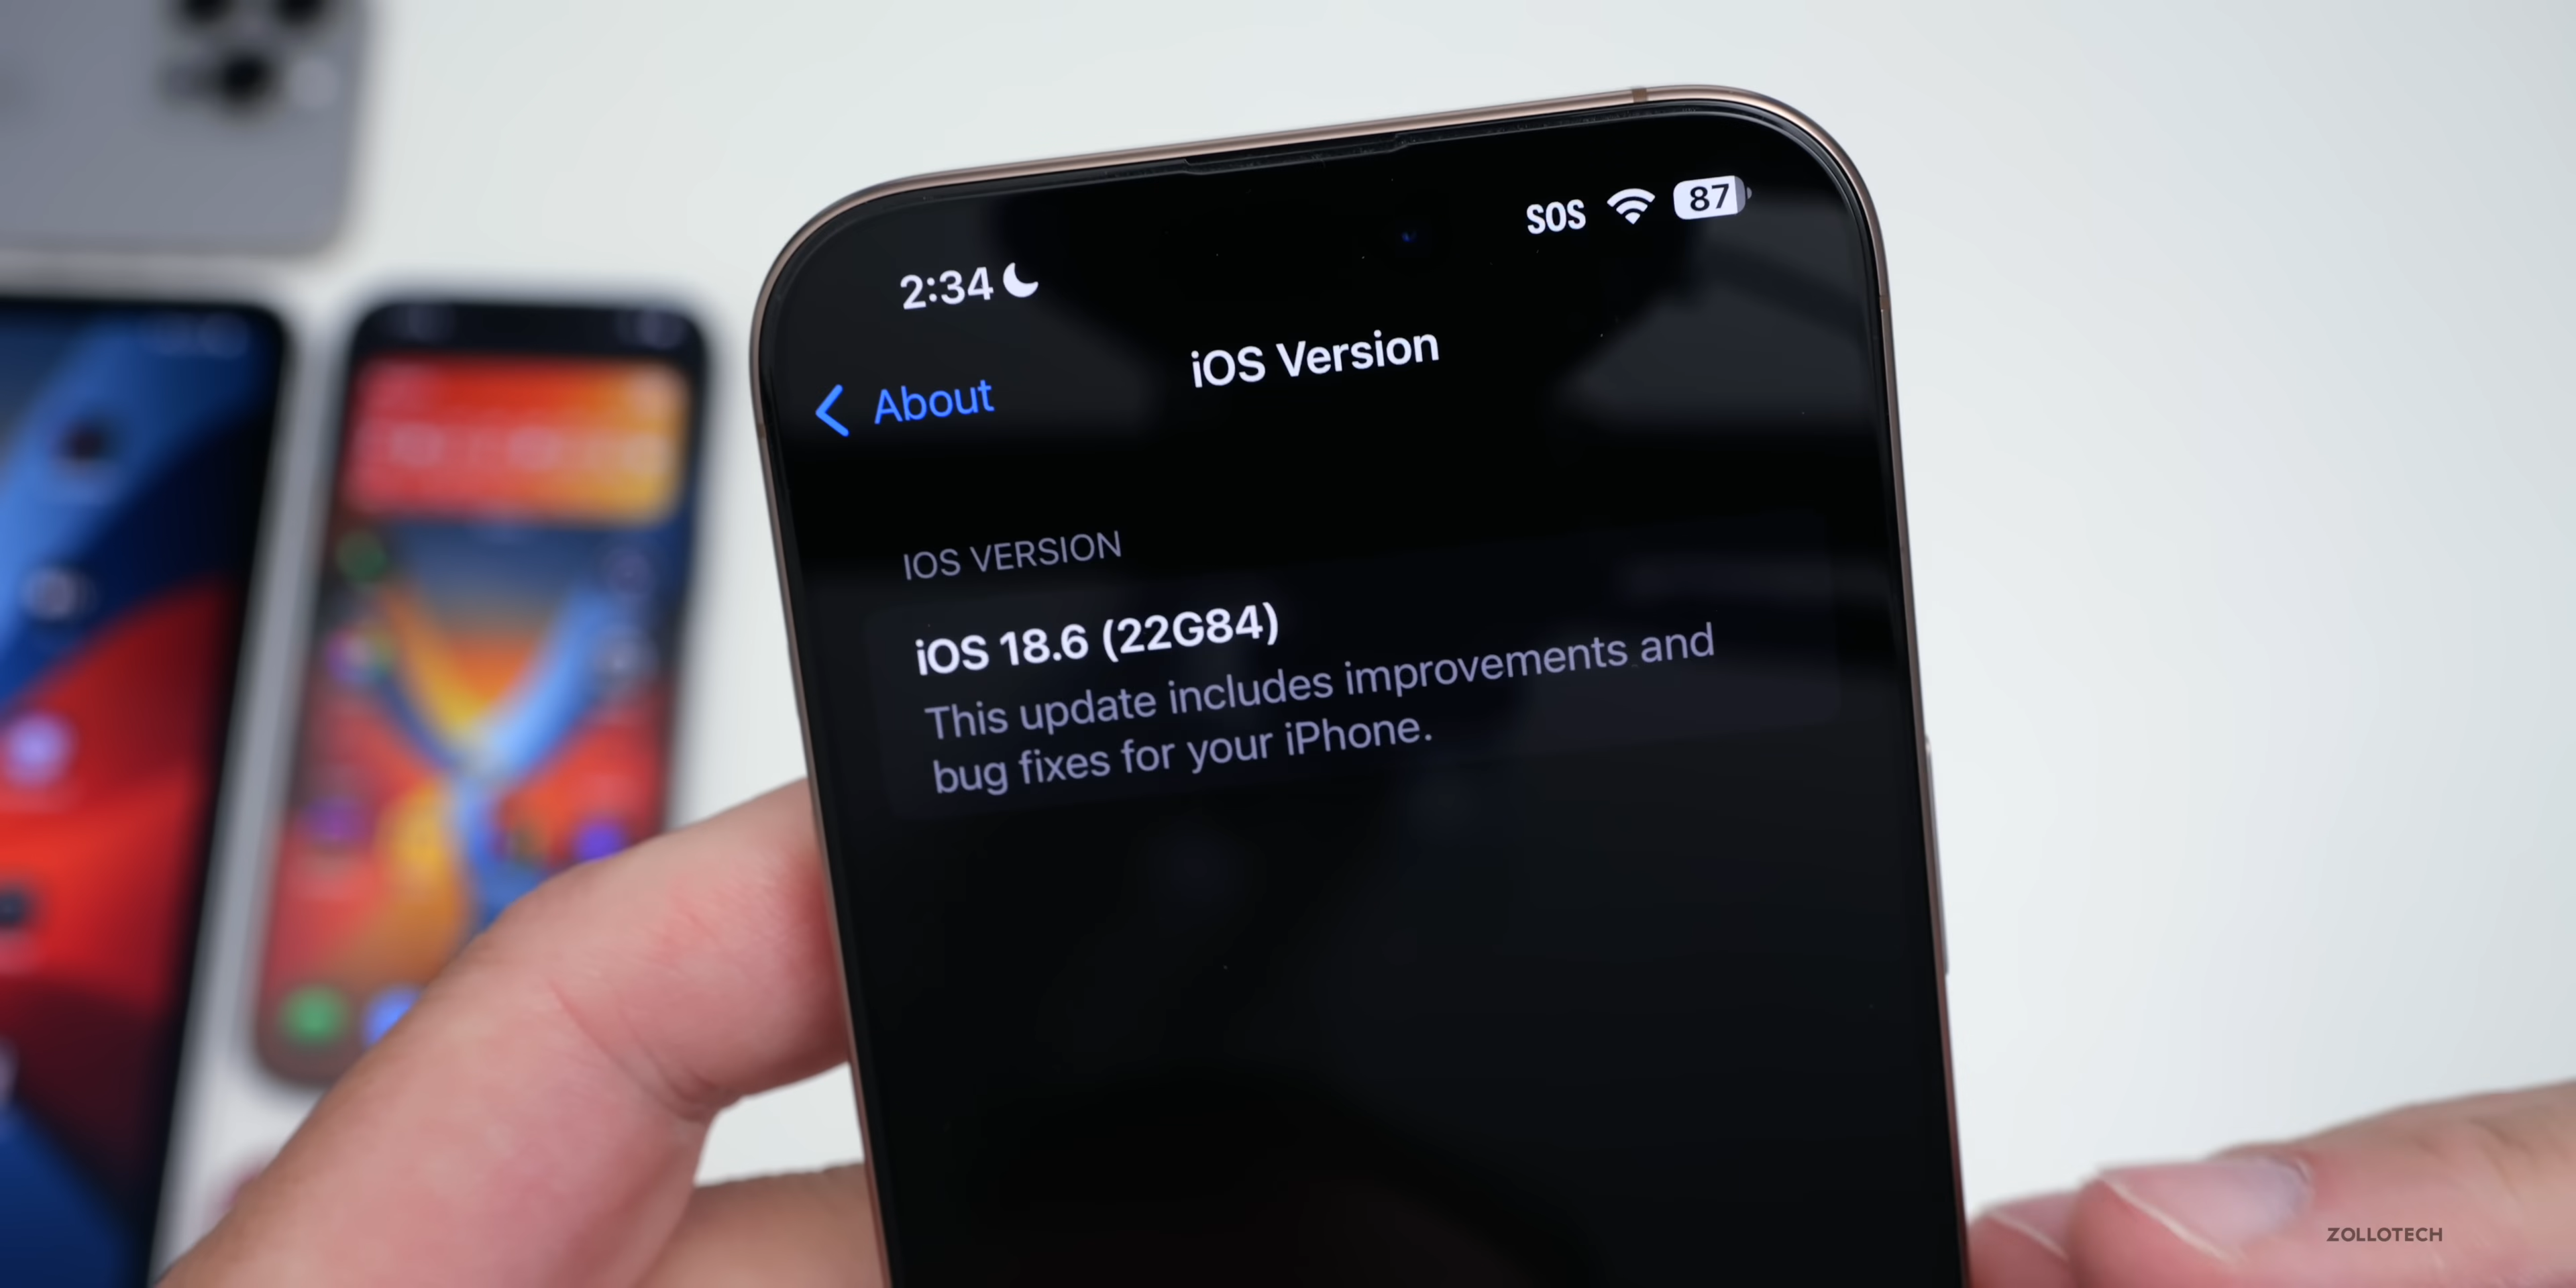 2:34
SOS
87
iOS Version
About
IOS VERSION
iOS 18.6 (22G84)
This update includes improvements and
bug fixes for your iPhone.
ZOLLOTECH